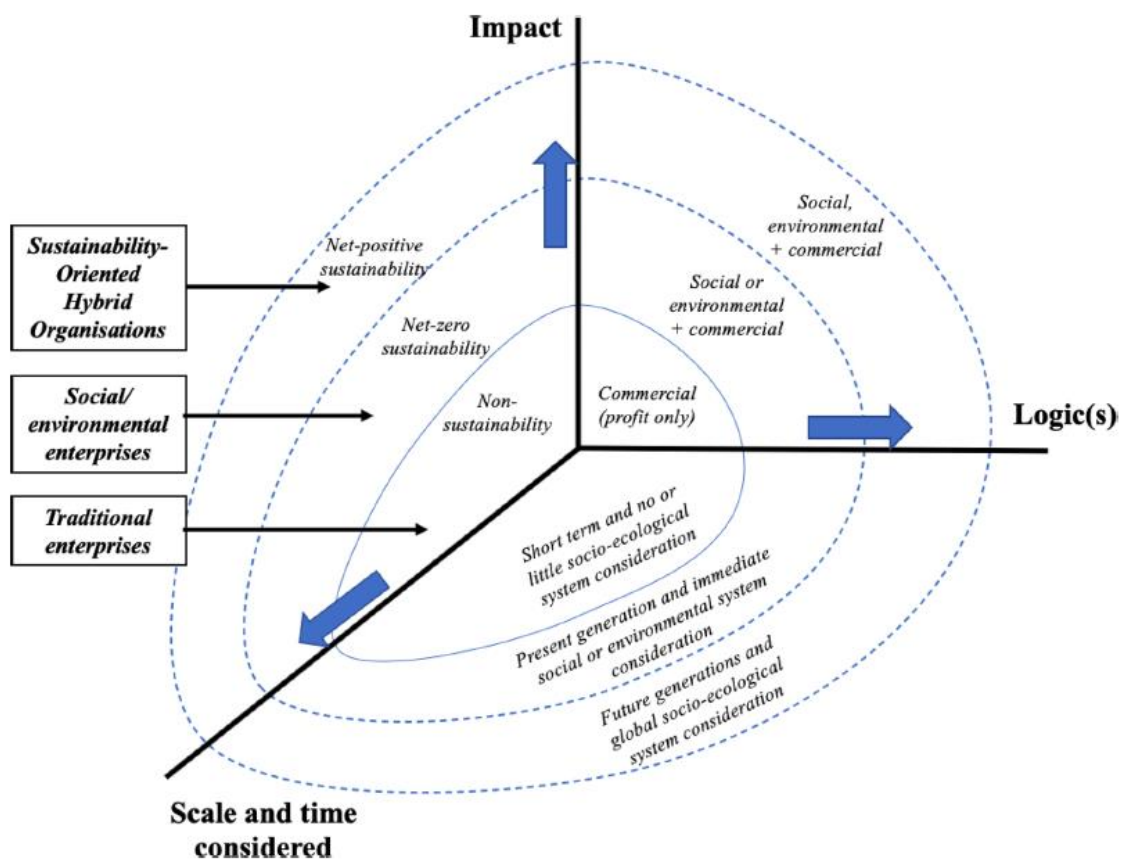 Impact
Social,
environmental
+ commercial
Sustainability-
Oriented
Hybrid
Organisations
Net-positive
sustainability
Social or
environmental
+ commercial
Net-zero
sustainability
Social/
environmental
enterprises
Non-
sustainability
Commercial
(profit only)
Logic(s)
Traditional
enterprises
Short term and no or
little socio-ecological
system consideration
Present generation and immediate
social or environmental system
consideration
Future generations and
global socio-ecological
system consideration
Scale and time
considered